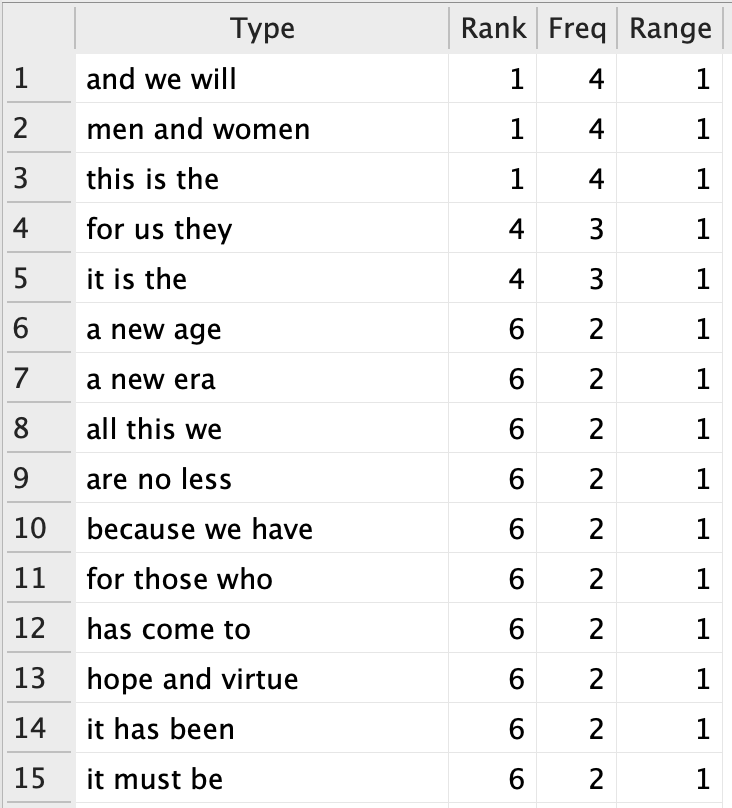 Type Rank Freq Range
1 and we will 1 4 1
2 men and women 1 4 1
3 this is the 1 4 1
4 for us they 4 3 1
5 it is the 4 3 1
6 a new age 6 2 1
7 a new era 6 2 1
8 all this we 6 2 1
9 are no less 6 2 1
10 because we have 6 2 1
11 for those who 6 2 1
12 has come to 6 2 1
13 hope and virtue 6 2 1
14 it has been 6 2 1
15 it must be 6 2 1